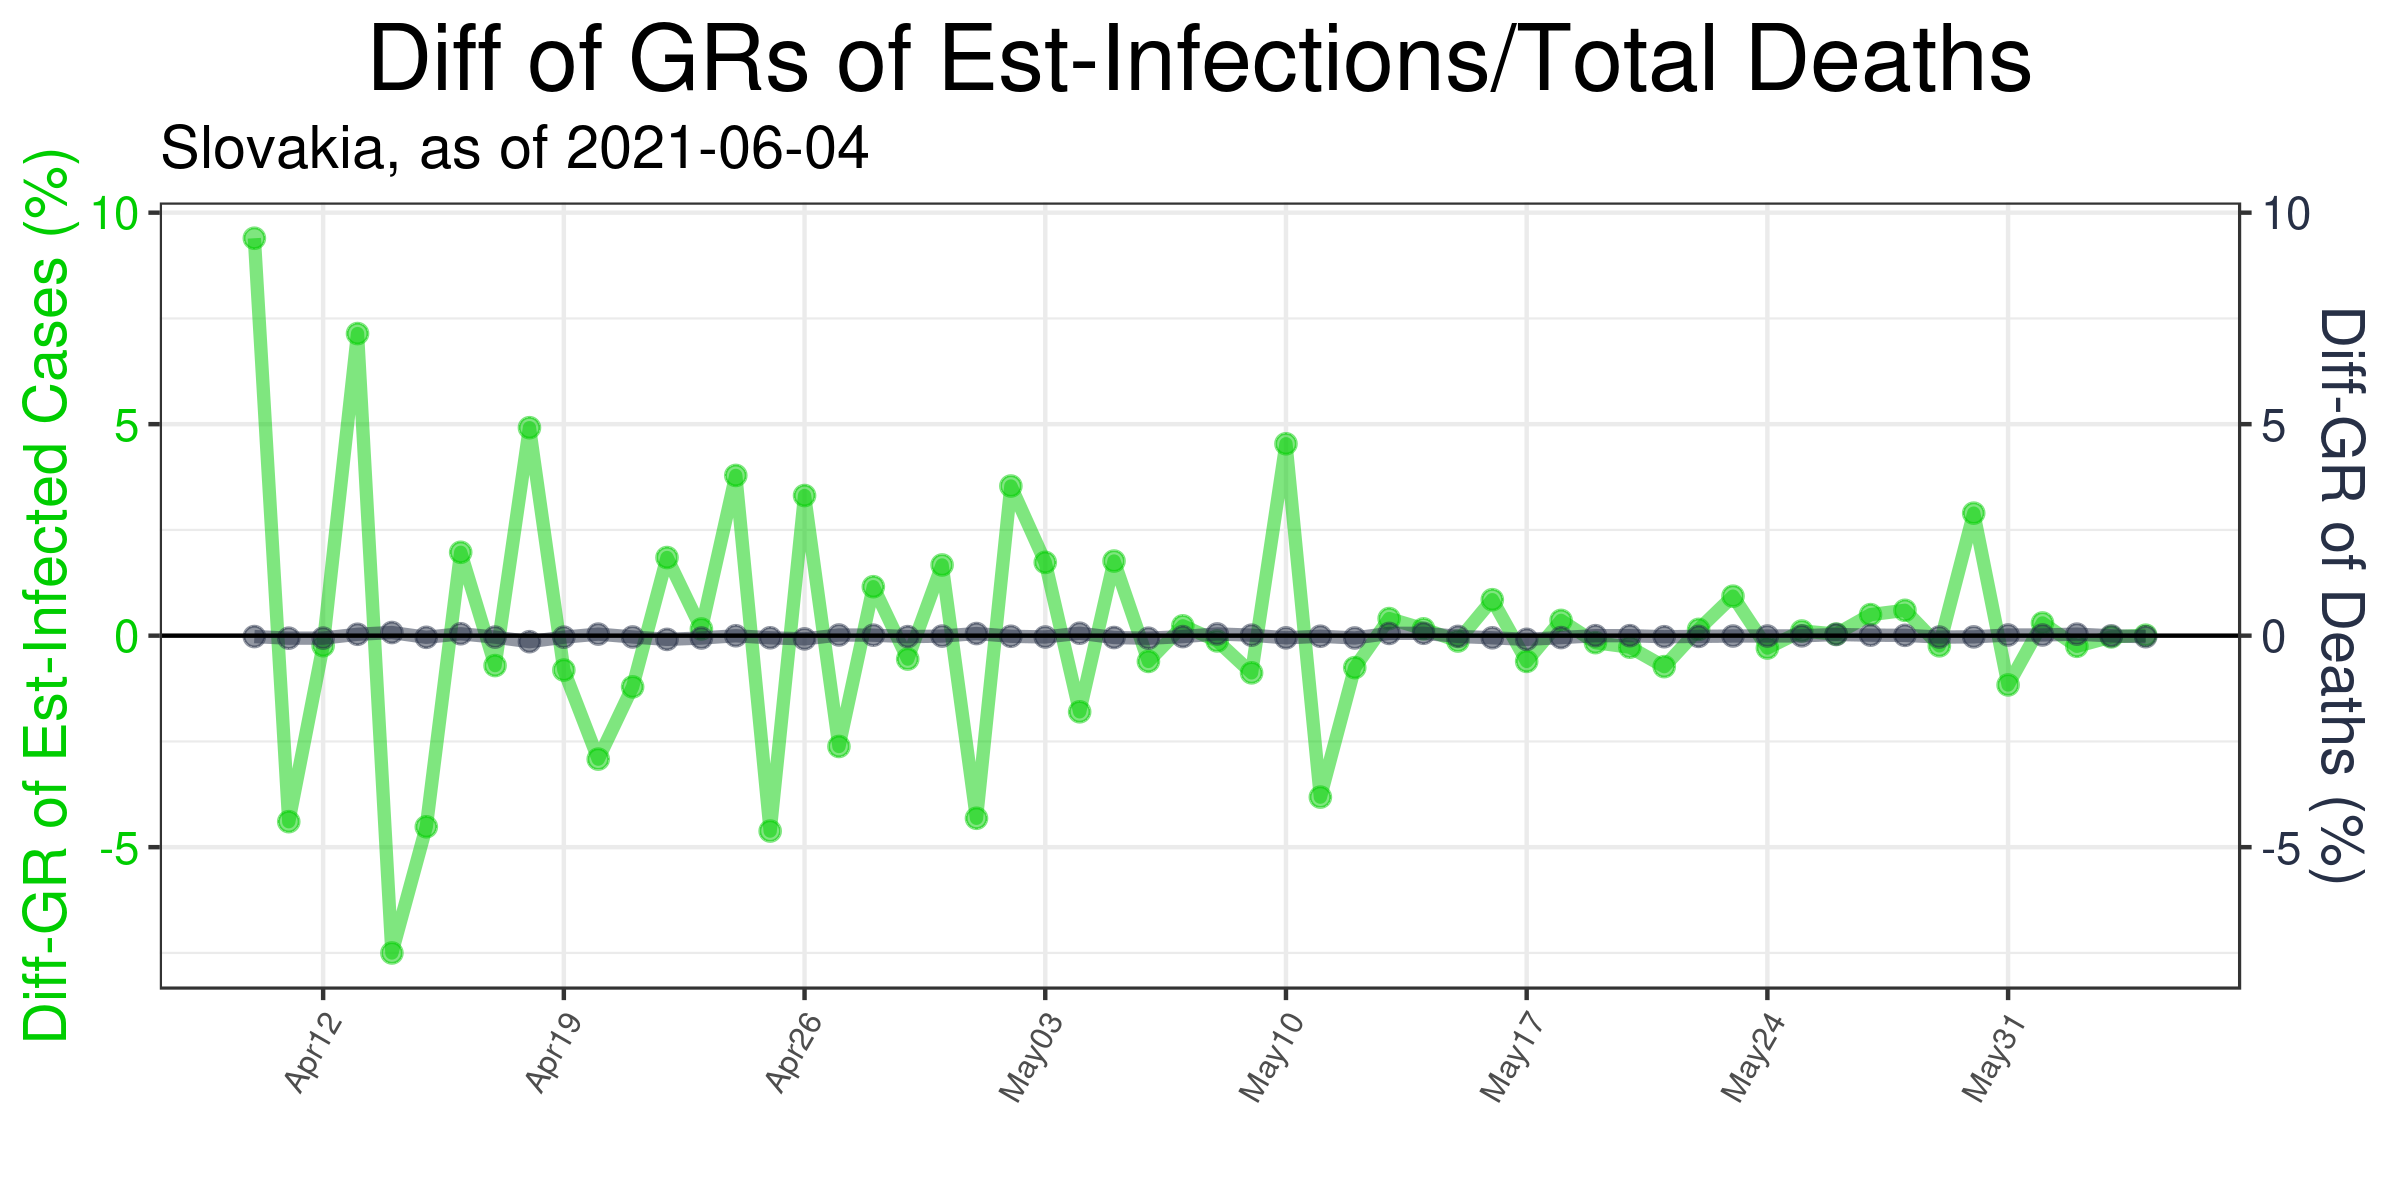 Diff of GRs of Est-Infections/Total Deaths
Slovakia, as of 2021-06-04
Diff-GR of Est-Infected Cases (%)
10
5
0
-5
10
5
0
-5
Diff-GR of Deaths (%)
Apr12
Apr19
Apr26
May03
May10
May17
May24
May31